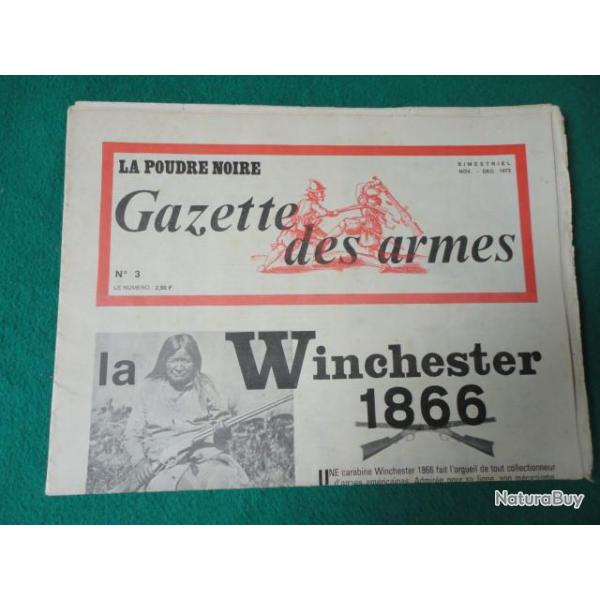 LA POUDRE NOIRE
BIMESTRIEL
NOV. - DEC. 1972
Gazette
des armes
N° 3
LE NUMERO : 2,50 F
la Winchester
1866
UNE carabine Winchester 1866 fait l'orgueil de tout collectionneur
d'armes américaines. Admirée pour sa ligne, son mécanisme
NaturaBuy